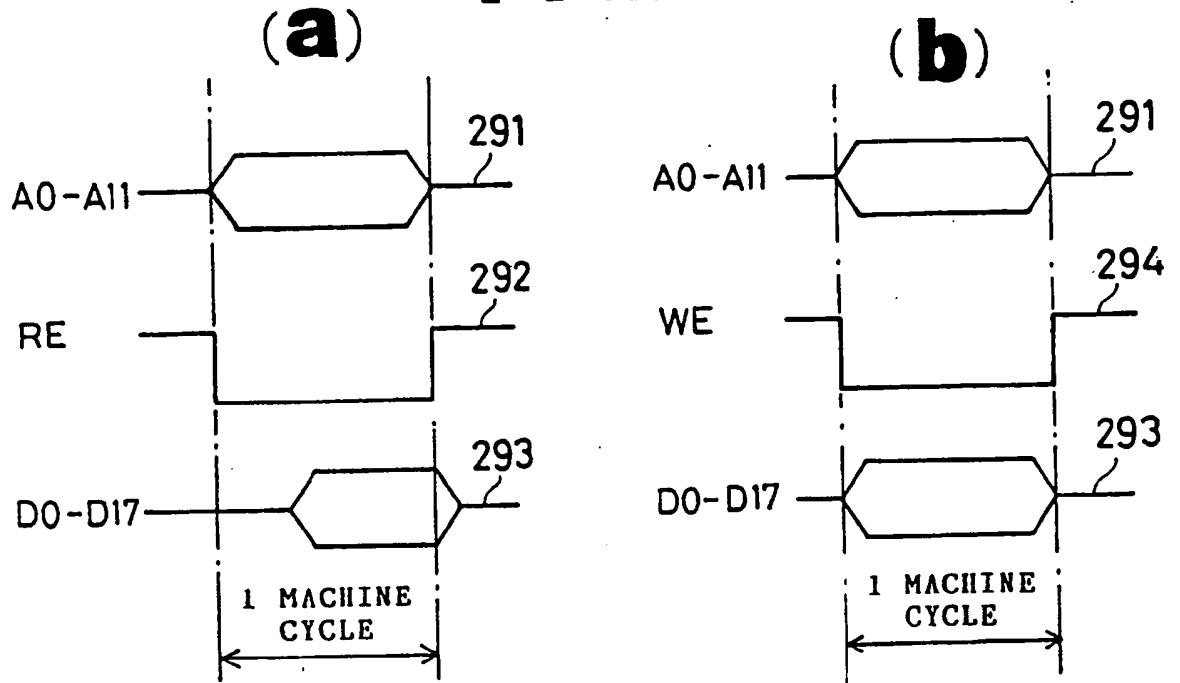 (a)
291
A0-A11
292
RE
293
D0-D17
1 MACHINE
CYCLE
(b)
291
A0-A11
294
WE
293
D0-D17
1 MACHINE
CYCLE